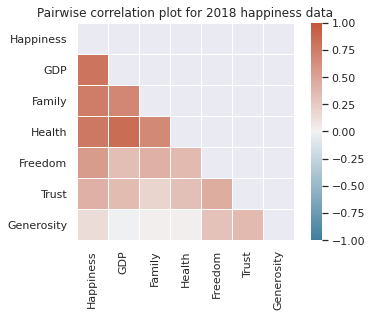 Pairwise correlation plot for 2018 happiness data
Happiness
GDP
Family
Health
Freedom
Trust
Generosity
Happiness
GDP
Family
Health
Freedom
Trust
Generosity
1.00
0.75
0.50
0.25
0.00
−0.25
−0.50
−0.75
−1.00